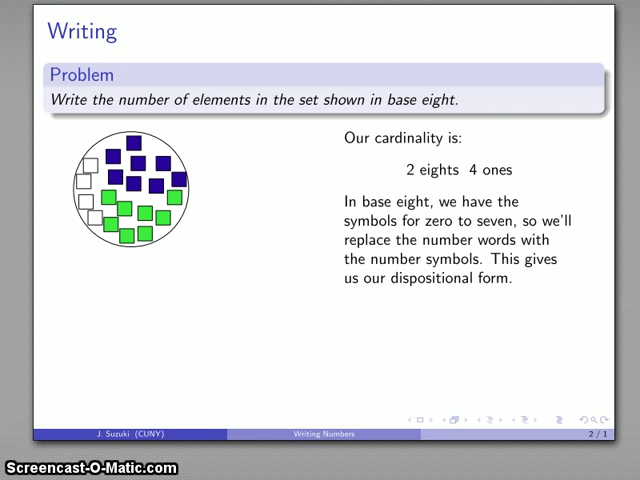 Writing
Problem
Write the number of elements in the set shown in base eight.
Our cardinality is:
2 eights 4 ones
In base eight, we have the
symbols for zero to seven, so we'll
replace the number words with
the number symbols. This gives
us our dispositional form.
J. Suzuki (CUNY)
Writing Numbers
2 / 1
Screencast-O-Matic.com